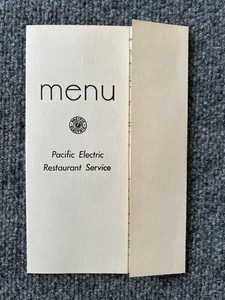 menu
Pacific Electric
Restaurant Service